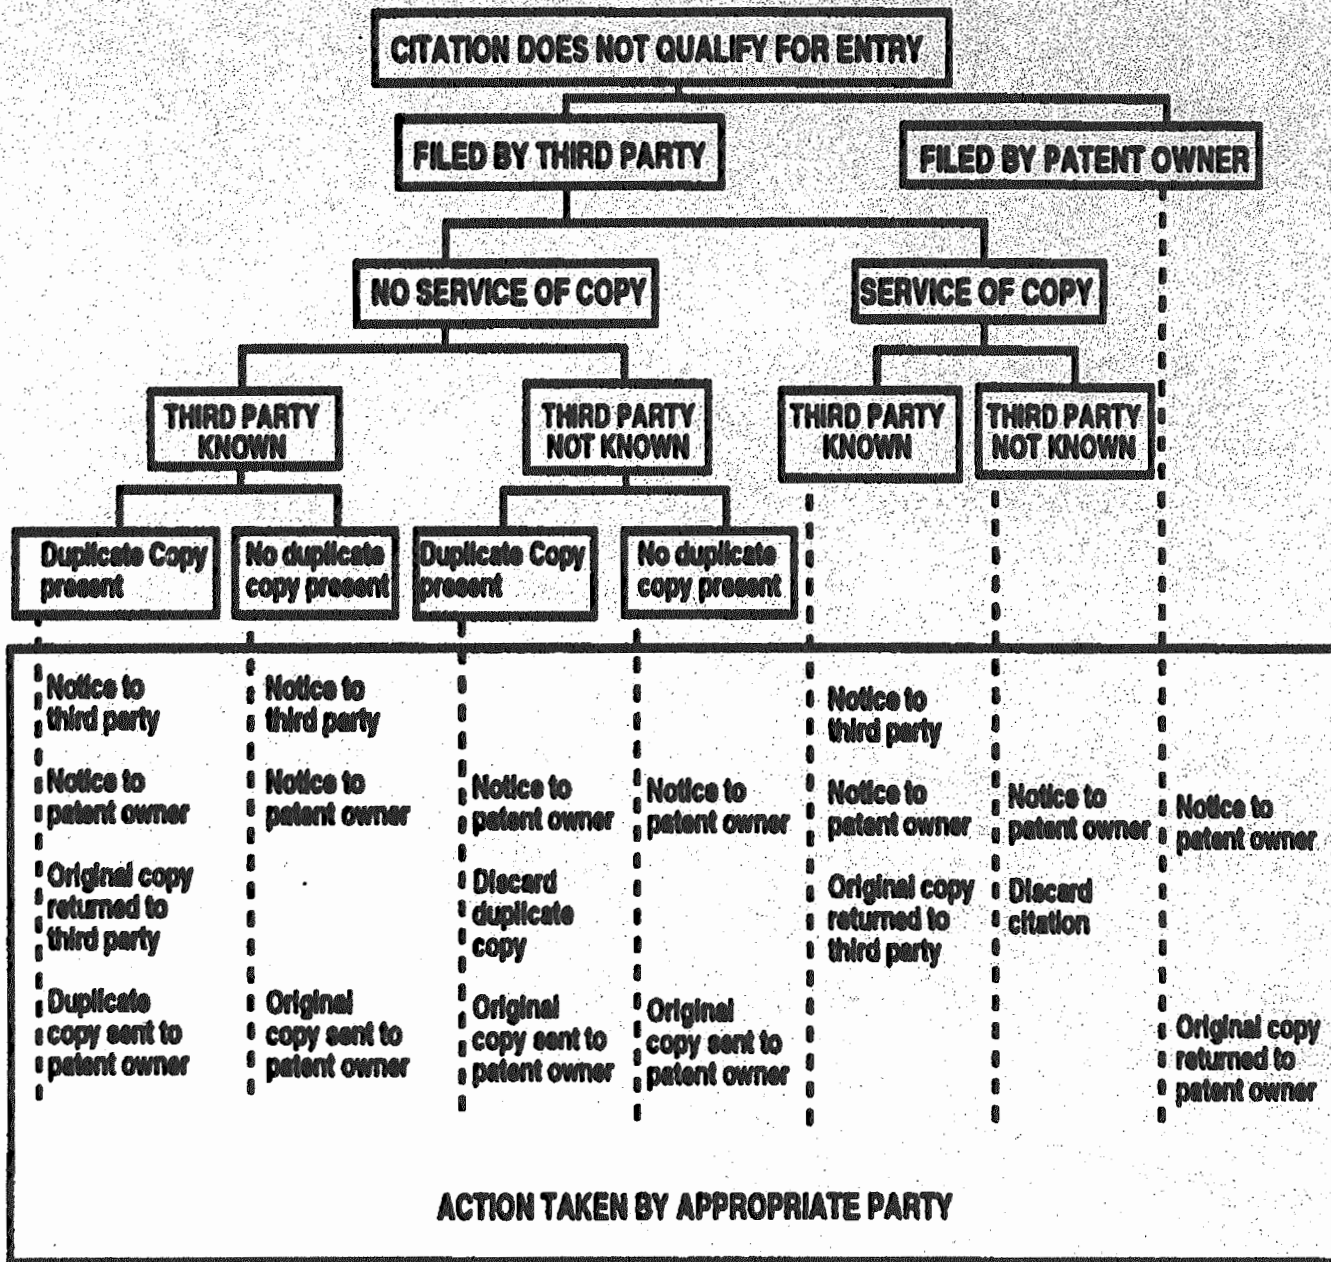 CITATION DOES NOT QUALIFY FOR ENTRY
FILED BY THIRD PARTY
FILED BY PATENT OWNER
NO SERVICE OF COPY
SERVICE OF COPY
THIRD PARTY
KNOWN
THIRD PARTY
NOT KNOWN
THIRD PARTY
KNOWN
THIRD PARTY
NOT KNOWN
Duplicate Copy
present
No duplicate
copy present
Duplicate Copy
present
No duplicate
copy present
Notice to
third party
Notice to
patent owner
Original copy
returned to
third party
Duplicate
copy sent to
patent owner
Notice to
third party
Notice to
patent owner
Original
copy sent to
patent owner
Notice to
patent owner
Discard
duplicate
copy
Original
copy sent to
patent owner
Notice to
patent owner
Original
copy sent to
patent owner
Notice to
third party
Notice to
patent owner
Original copy
returned to
third party
Notice to
patent owner
Discard
citation
Notice to
patent owner
Original copy
returned to
patent owner
ACTION TAKEN BY APPROPRIATE PARTY